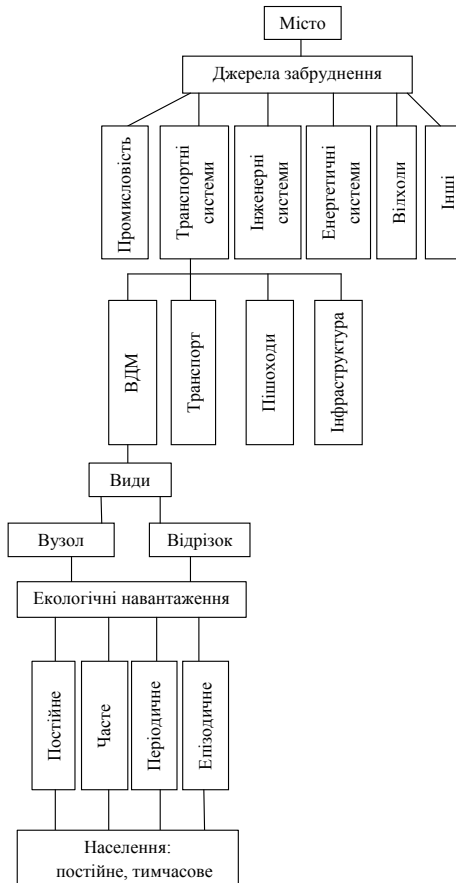 Місто
Джерела забруднення
Промисловість
Транспортні
системи
Інженерні
системи
Енергетичні
системи
Відходи
Інші
ВДМ
Транспорт
Пішоходи
Інфраструктура
Види
Вузол
Відрізок
Екологічні навантаження
Постійне
Часте
Періодичне
Епізодичне
Населення:
постійне, тимчасове